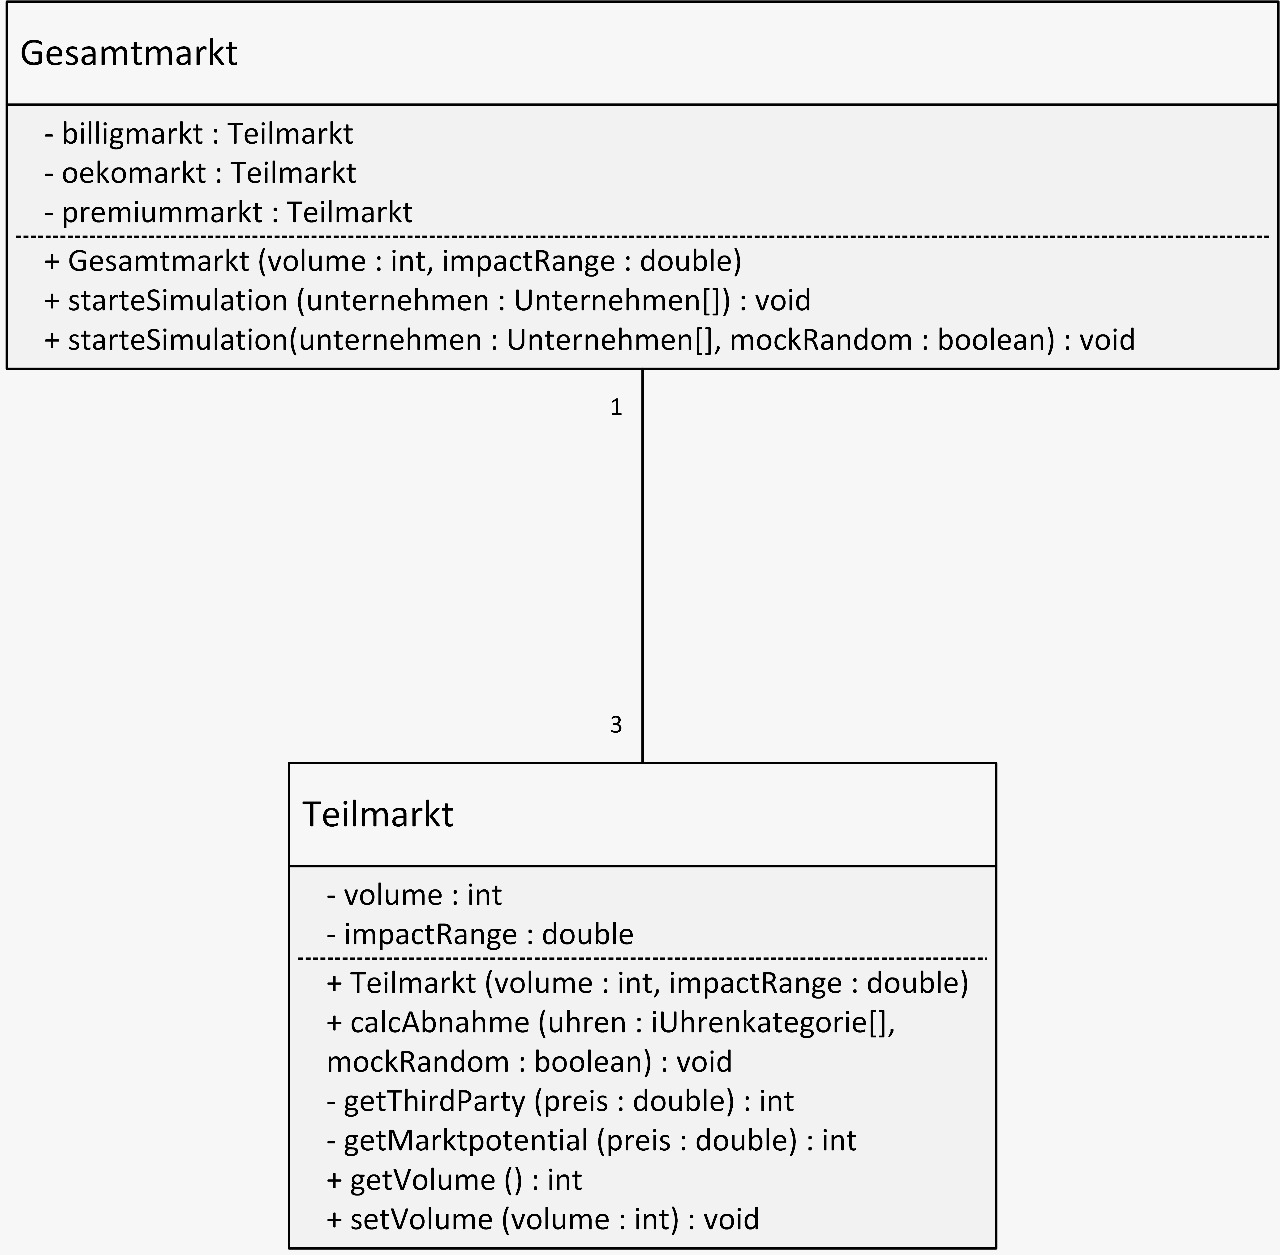 Gesamtmarkt
- billigmarkt : Teilmarkt
- oekomarkt : Teilmarkt
- premiummarkt : Teilmarkt
+ Gesamtmarkt (volume : int, impactRange : double)
+ starteSimulation (unternehmen : Unternehmen[]) : void
+ starteSimulation(unternehmen : Unternehmen[], mockRandom : boolean) : void
1
3
Teilmarkt
- volume : int
- impactRange : double
+ Teilmarkt (volume : int, impactRange : double)
+ calcAbnahme (uhren : iUhrenkategorie[],
mockRandom : boolean) : void
- getThirdParty (preis : double) : int
- getMarktpotential (preis : double) : int
+ getVolume () : int
+ setVolume (volume : int) : void